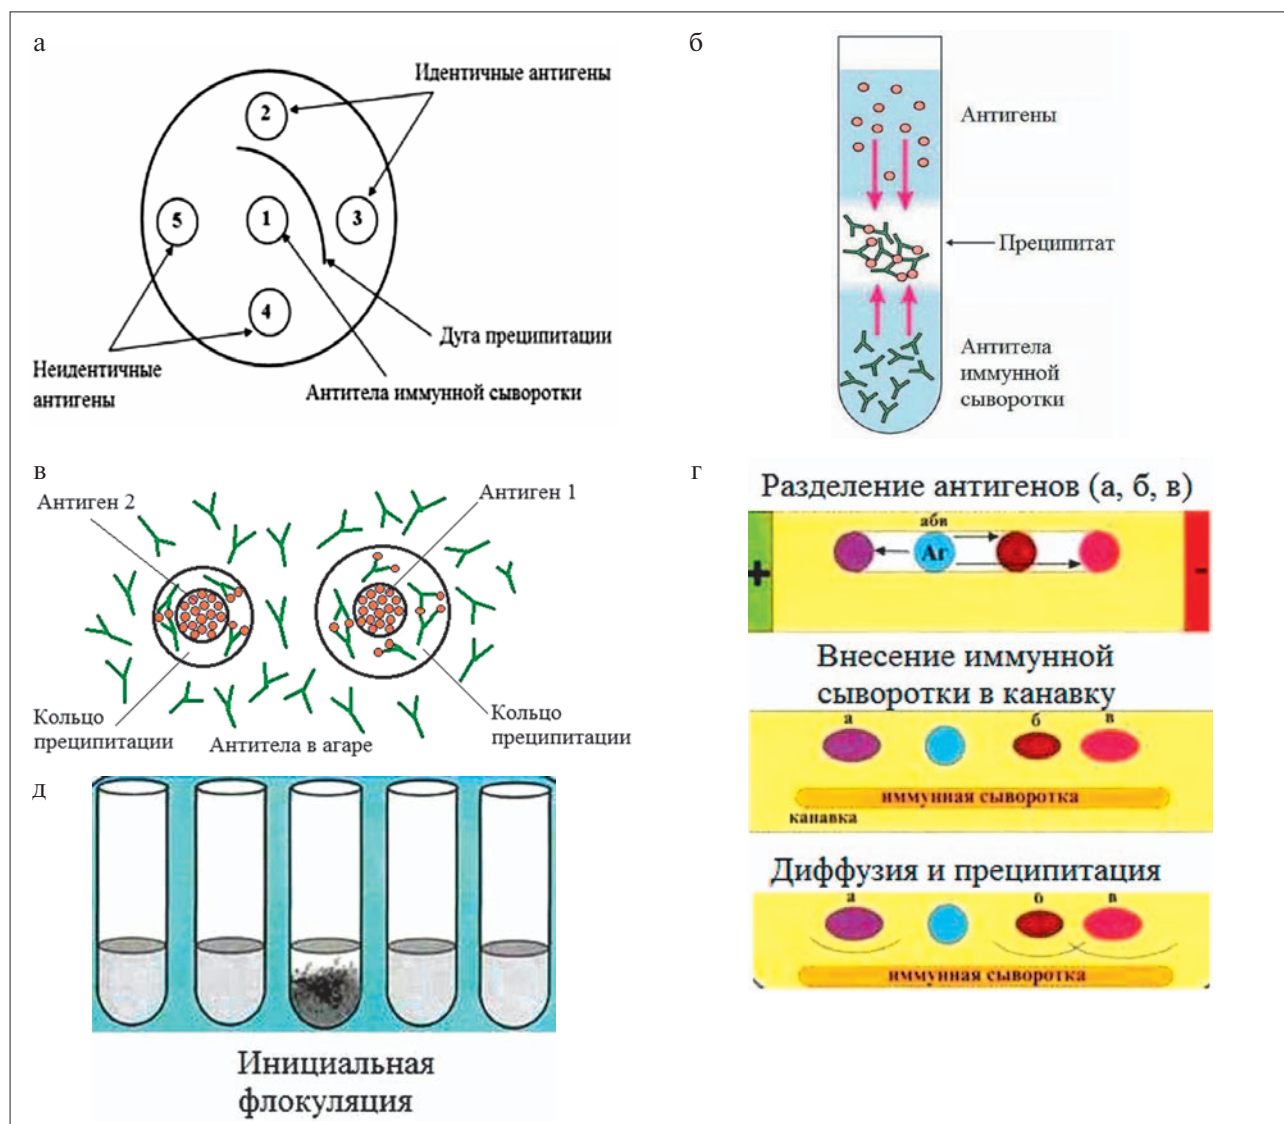 а
Идентичные антигены
2
5
1
3
4
Дуга преципитации
Неидентичные
антигены
Антитела иммунной сыворотки
б
Антигены
Преципитат
Антитела
иммунной
сыворотки
в
Антиген 2
Антиген 1
Кольцо
преципитации
Антитела в агаре
Кольцо
преципитации
г
Разделение антигенов (а, б, в)
абв
+
Аг
-
Внесение иммунной
сыворотки в канавку
а
б
в
иммунная сыворотка
канавка
Диффузия и преципитация
а
б
в
иммунная сыворотка
д
Инициальная
флокуляция